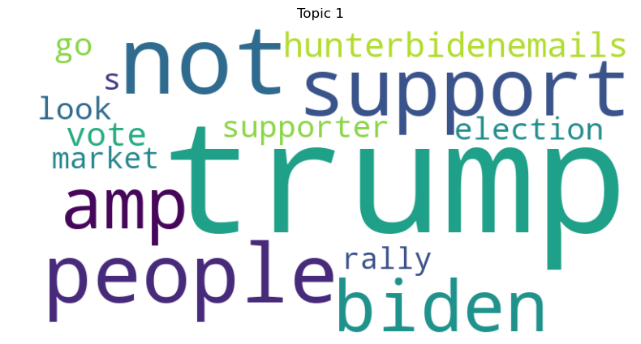 Topic 1
go
not
hunterbidenemails
s
support
look
vote
supporter
election
market
trump
amp
people
rally
biden